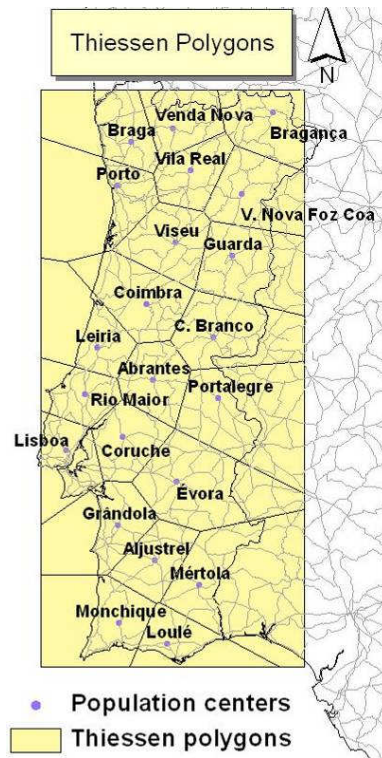 Thiessen Polygons
N
Venda Nova
Braga
Bragança
Vila Real
Porto
V. Nova Foz Coa
Viseu
Guarda
Coimbra
C. Branco
Leiria
Abrantes
Portalegre
Rio Maior
Lisboa
Coruche
Évora
Grândola
Aljustrel
Mértola
Monchique
Loulé
Population centers
Thiessen polygons